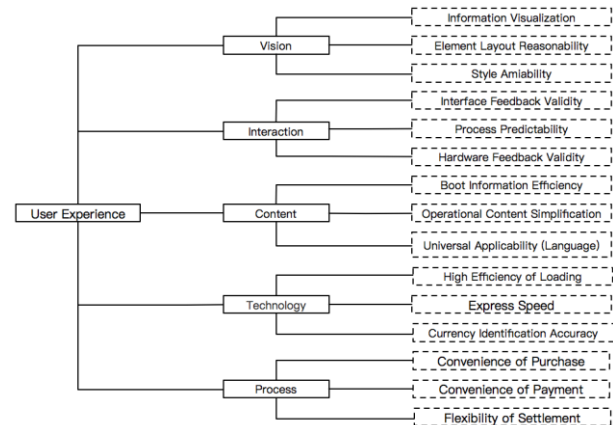 Information Visualization
Vision
Element Layout Reasonability
Style Amiability
Interface Feedback Validity
Interaction
Process Predictability
Hardware Feedback Validity
Boot Information Efficiency
User Experience
Content
Operational Content Simplification
Universal Applicability (Language)
High Efficiency of Loading
Technology
Express Speed
Currency Identification Accuracy
Convenience of Purchase
Process
Convenience of Payment
Flexibility of Settlement